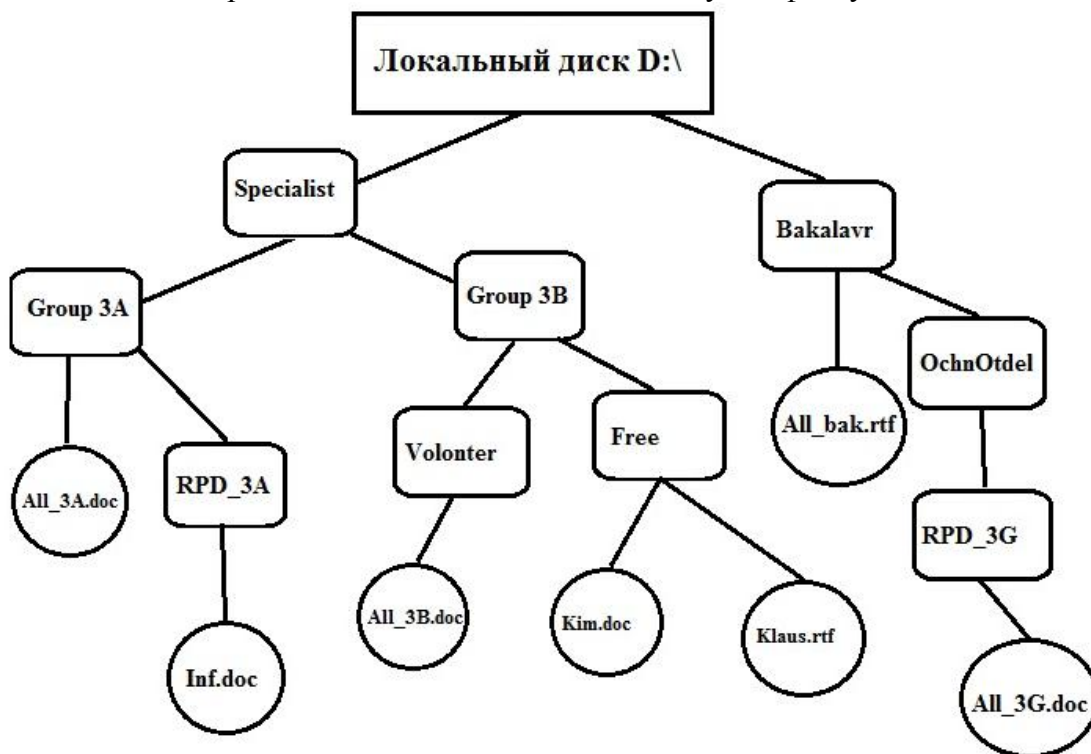 Локальный диск D:\
Specialist
Bakalavr
Group 3A
Group 3B
OchnOtdel
All_bak.rtf
Volonter
Free
RPD_3A
All_3A.doc
RPD_3G
All_3B.doc
Kim.doc
Klaus.rtf
Inf.doc
All_3G.doc